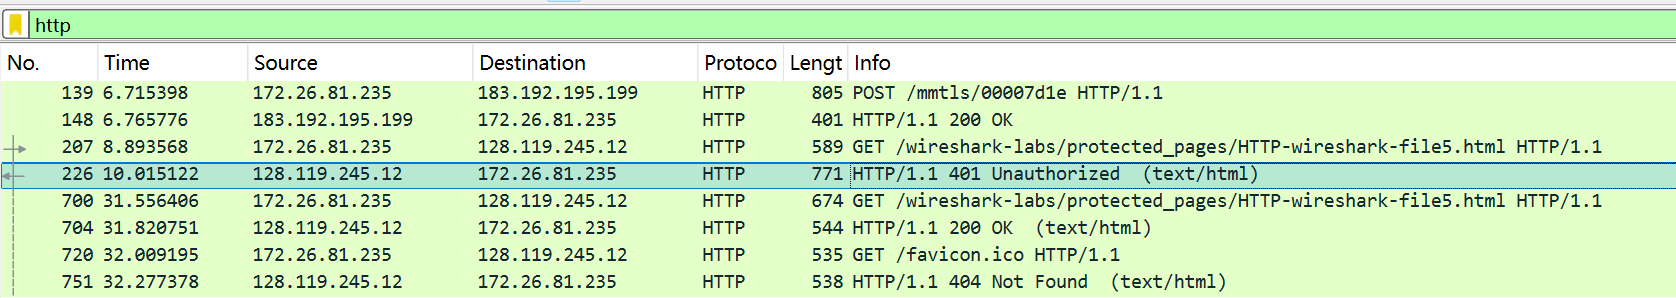 http
No. Time Source Destination Protoco Lengt Info
139 6.715398 172.26.81.235 183.192.195.199 HTTP 805 POST /mmtls/00007d1e HTTP/1.1
148 6.765776 183.192.195.199 172.26.81.235 HTTP 401 HTTP/1.1 200 OK
207 8.893568 172.26.81.235 128.119.245.12 HTTP 589 GET /wireshark-labs/protected_pages/HTTP-wireshark-file5.html HTTP/1.1
226 10.015122 128.119.245.12 172.26.81.235 HTTP 771 HTTP/1.1 401 Unauthorized (text/html)
700 31.556406 172.26.81.235 128.119.245.12 HTTP 674 GET /wireshark-labs/protected_pages/HTTP-wireshark-file5.html HTTP/1.1
704 31.820751 128.119.245.12 172.26.81.235 HTTP 544 HTTP/1.1 200 OK (text/html)
720 32.009195 172.26.81.235 128.119.245.12 HTTP 535 GET /favicon.ico HTTP/1.1
751 32.277378 128.119.245.12 172.26.81.235 HTTP 538 HTTP/1.1 404 Not Found (text/html)